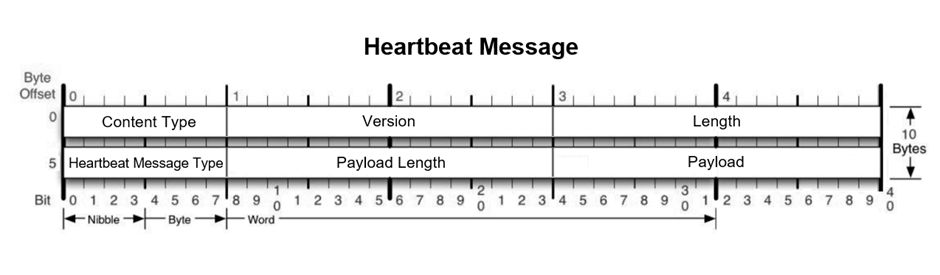 Heartbeat Message
Byte
Offset 0 1 2 3 4
0 Content Type Version Length
10
Bytes
5 Heartbeat Message Type Payload Length Payload
Bit 0 1 2 3 4 5 6 7 8 9 1 0 1 2 3 4 5 6 7 8 9 2 0 1 2 3 4 5 6 7 8 9 3 0 1 2 3 4 5 6 7 8 9 4 0
Nibble Byte Word